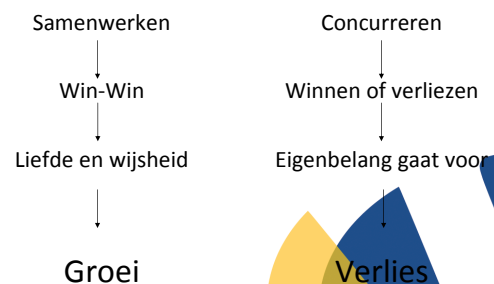 Samenwerken
Win-Win
Liefde en wijsheid
Groei
Concurreren
Winnen of verliezen
Eigenbelang gaat voor
Verlies